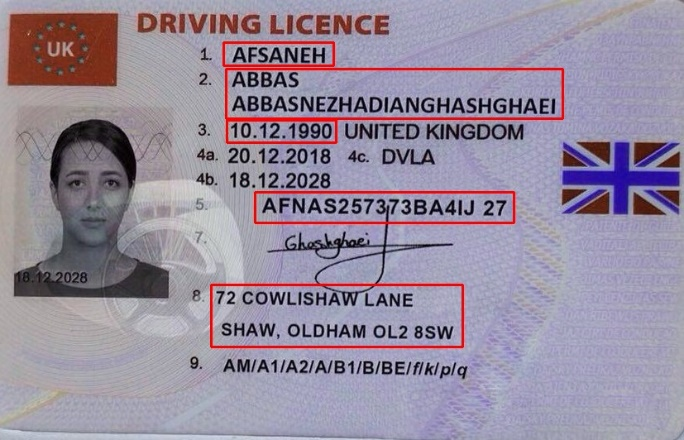 UK
DRIVING LICENCE
1. AFSANEH
2. ABBAS
ABBASNEZHADIANGHASHGHAEI
3. 10.12.1990 UNITED KINGDOM
4a. 20.12.2018 4c. DVLA
4b. 18.12.2028
5. AFNAS257373BA4IJ 27
7. Ghashghaei
18.12.2028
8. 72 COWLISHAW LANE
SHAW, OLDHAM OL2 8SW
9. AM/A1/A2/A/B1/B/BE/f/k/p/q